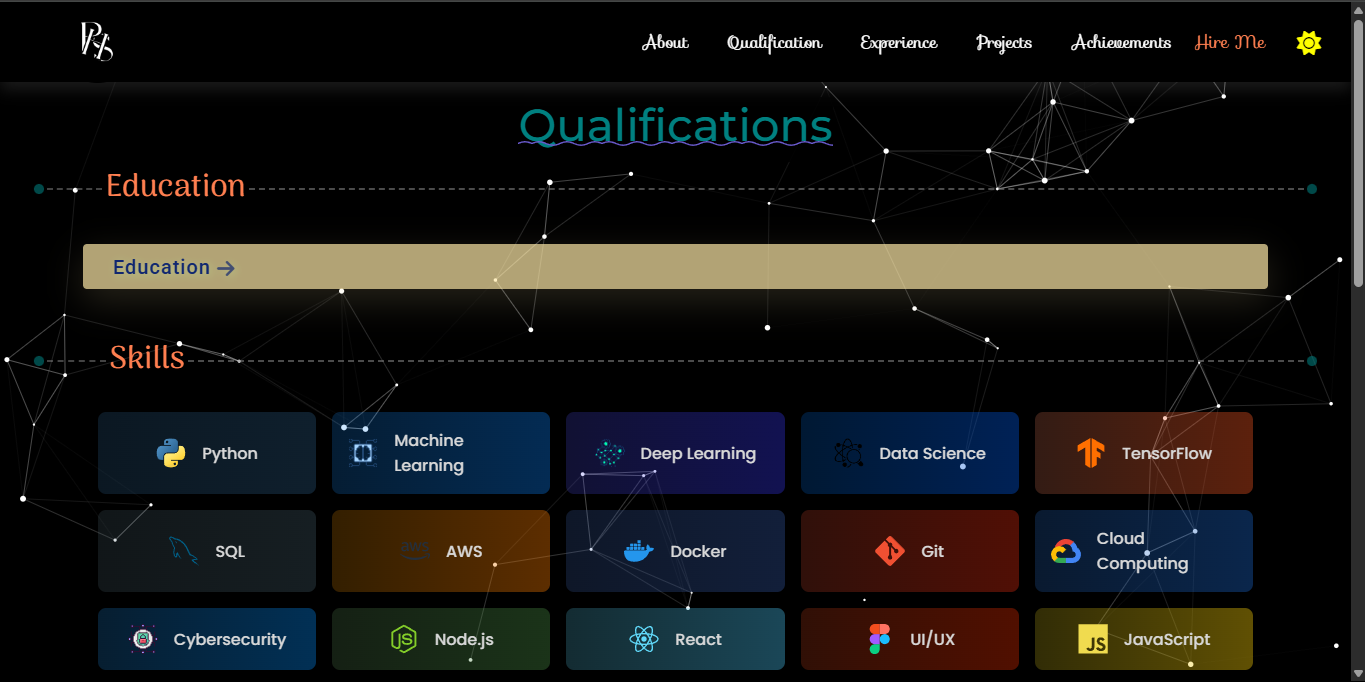 About Qualification Experience Projects Achievements Hire Me
Qualifications
Education
Education →
Skills
Python
Machine
Learning
Deep Learning
Data Science
TensorFlow
SQL
AWS
Docker
Git
Cloud
Computing
Cybersecurity
Node.js
React
UI/UX
JS
JavaScript